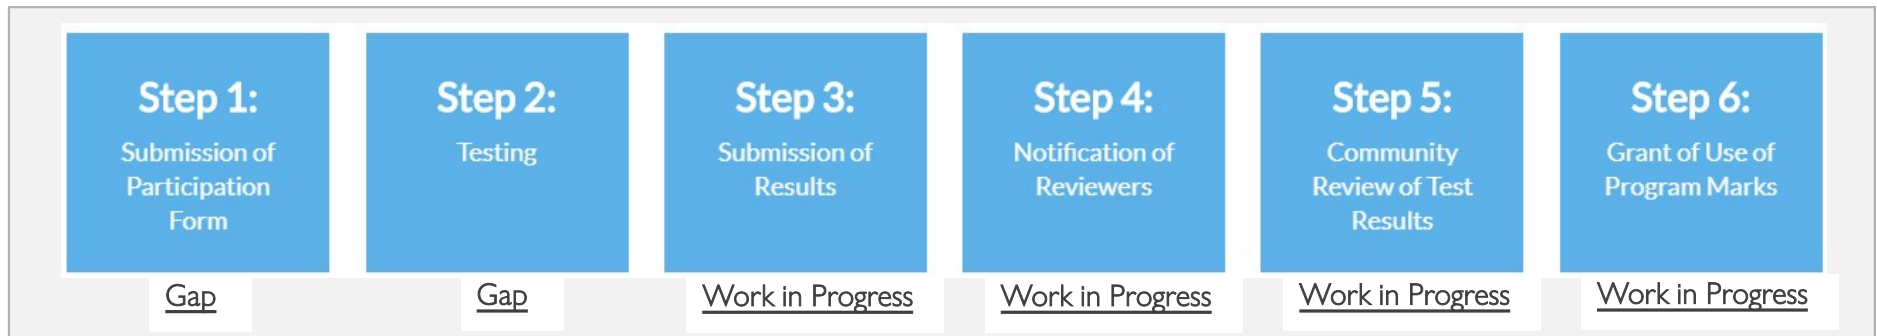 Step 1:
Submission of
Participation
Form
Gap
Step 2:
Testing
Gap
Step 3:
Submission of
Results
Work in Progress
Step 4:
Notification of
Reviewers
Work in Progress
Step 5:
Community
Review of Test
Results
Work in Progress
Step 6:
Grant of Use of
Program Marks
Work in Progress